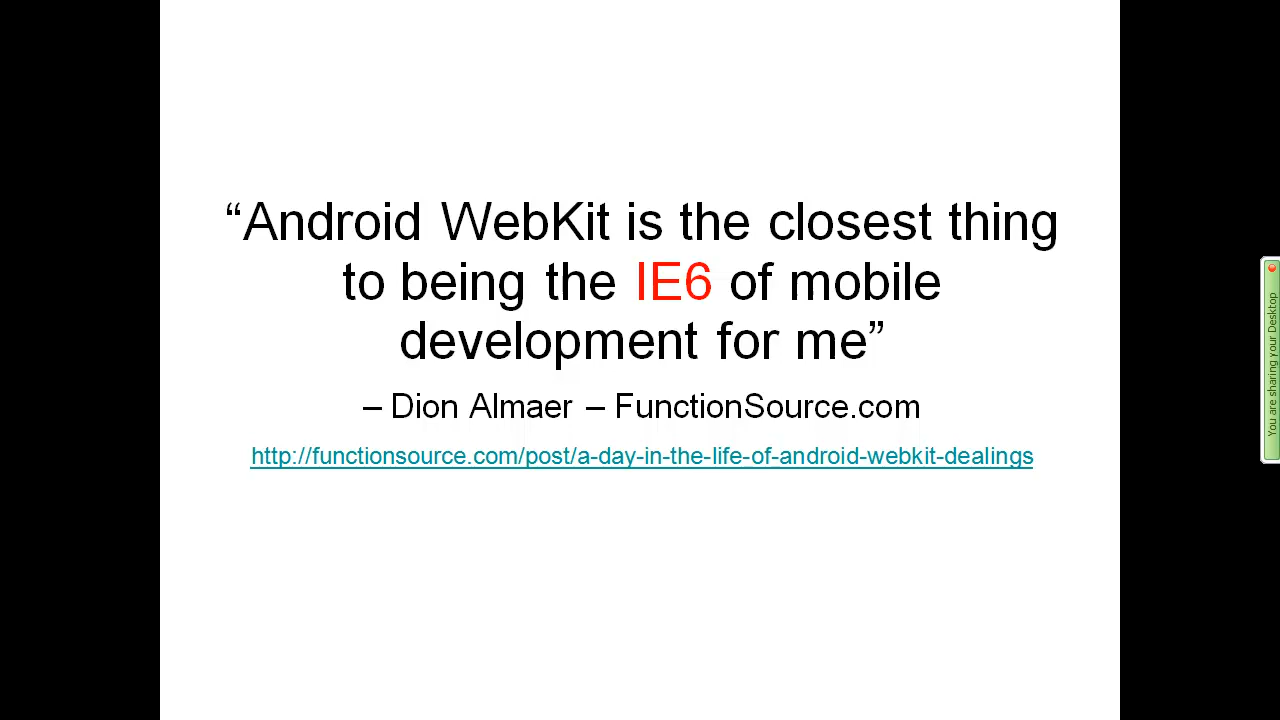 “Android WebKit is the closest thing
to being the IE6 of mobile
development for me”
– Dion Almaer – FunctionSource.com
http://functionsource.com/post/a-day-in-the-life-of-android-webkit-dealings
You are sharing your Desktop